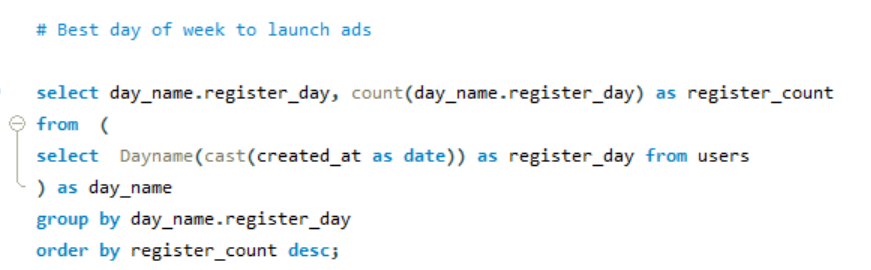 # Best day of week to launch ads
select day_name.register_day, count(day_name.register_day) as register_count
from (
select Dayname(cast(created_at as date)) as register_day from users
) as day_name
group by day_name.register_day
order by register_count desc;